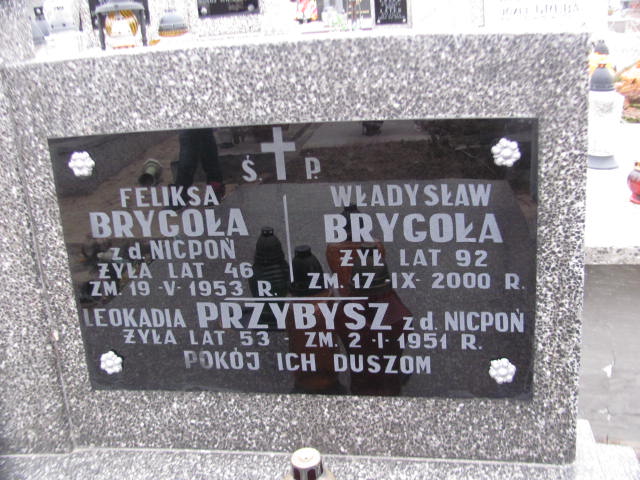 Ś. P.
FELIKSA
BRYGOŁA
z d. NICPOŃ
ŻYŁA LAT 46
ZM 19-V-1953 R.
WŁADYSŁAW
BRYGOŁA
ŻYŁ LAT 92
ZM. 17-IX-2000 R.
LEOKADIA PRZYBYSZ z d. NICPOŃ
ŻYŁA LAT 53 - ZM. 2-I-1951 R.
POKÓJ ICH DUSZOM